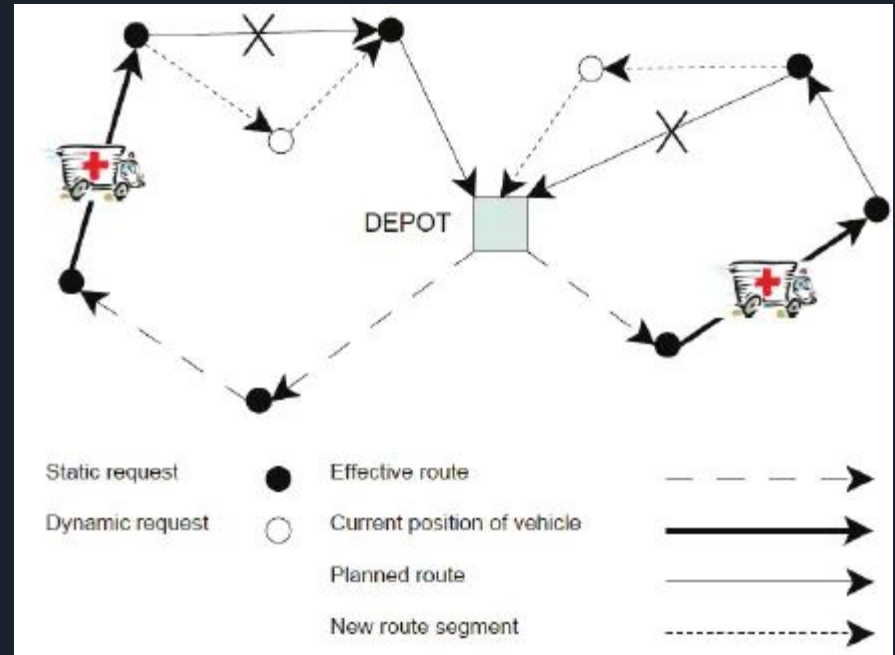 DEPOT
Static request
Effective route
Dynamic request
Current position of vehicle
Planned route
New route segment